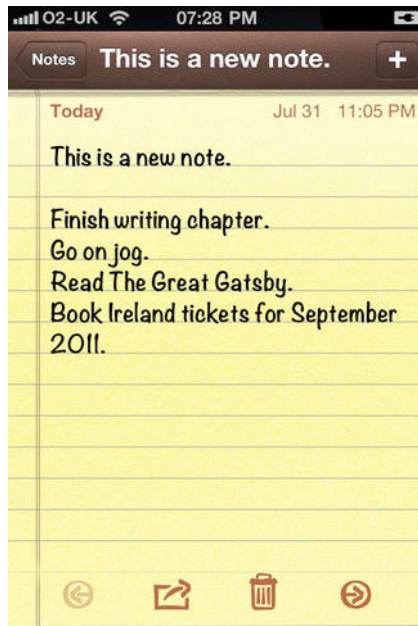 O2-UK 07:28 PM
Notes This is a new note. +
Today Jul 31 11:05 PM
This is a new note.
Finish writing chapter.
Go on jog.
Read The Great Gatsby.
Book Ireland tickets for September
2011.